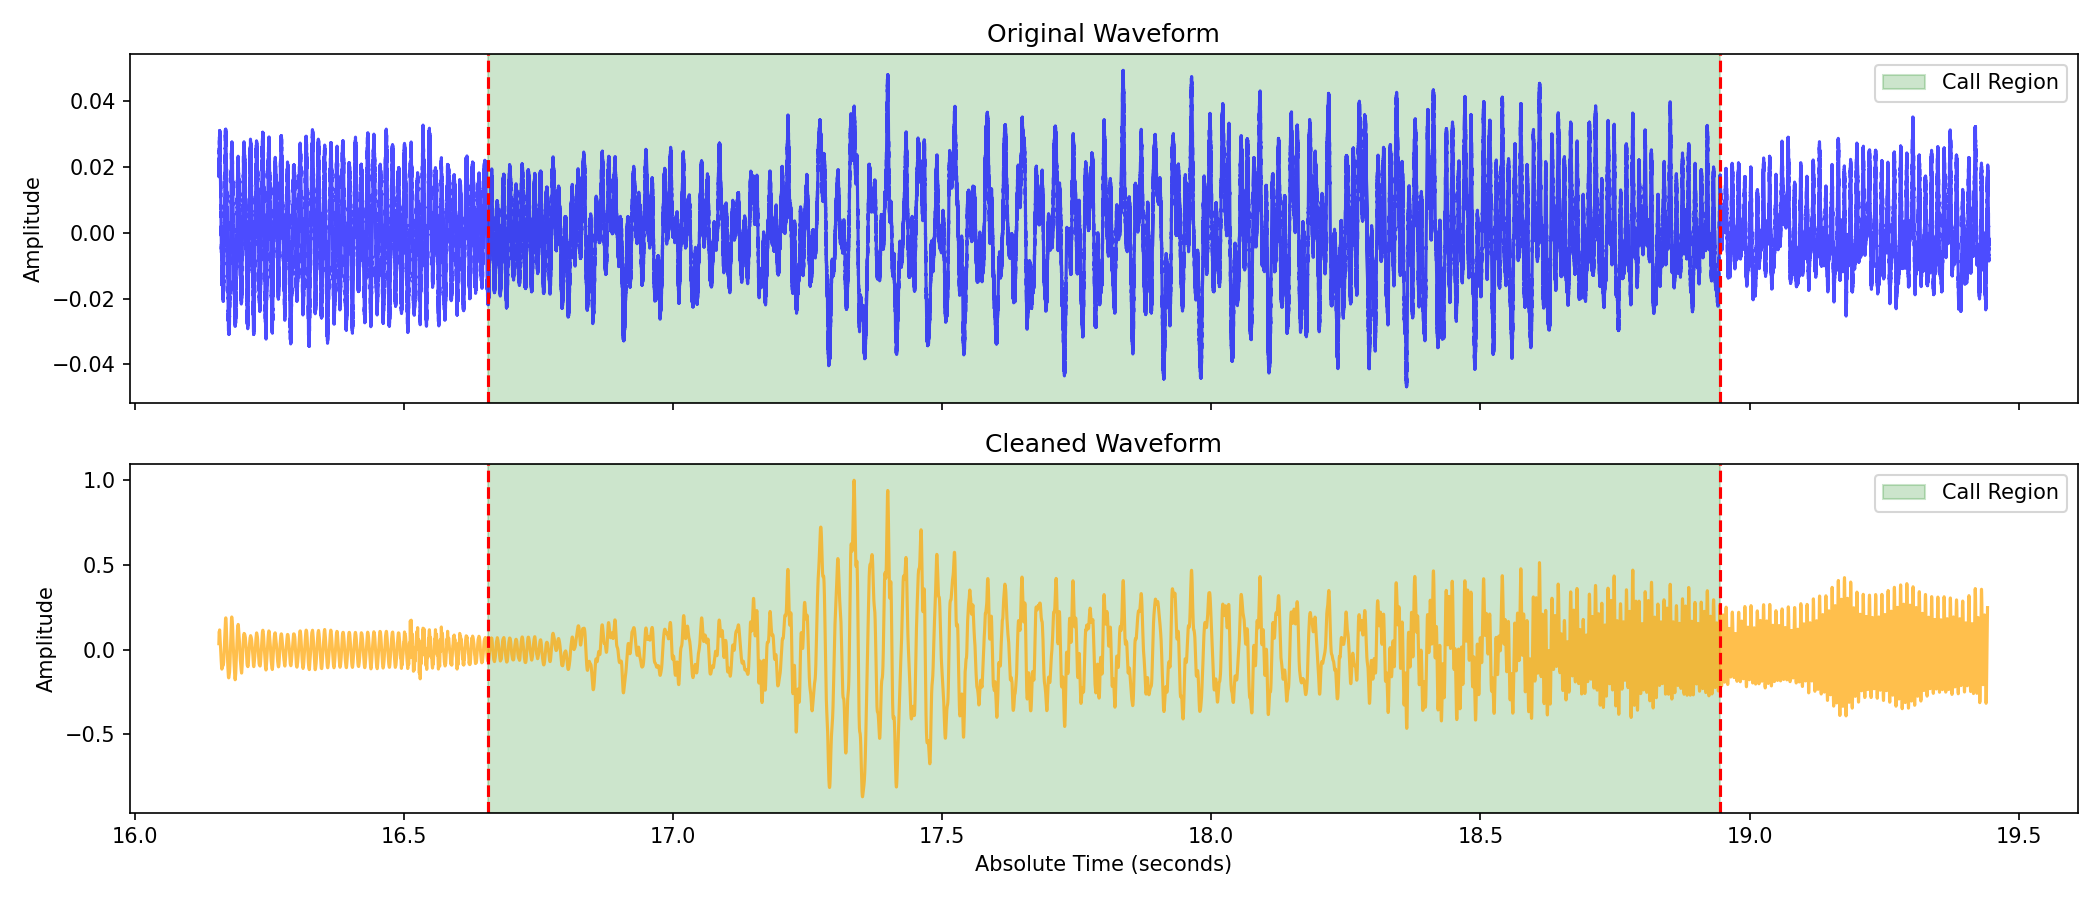 Original Waveform
Call Region
Amplitude
0.04
0.02
0.00
−0.02
−0.04
Cleaned Waveform
Call Region
Amplitude
1.0
0.5
0.0
−0.5
16.0 16.5 17.0 17.5 18.0 18.5 19.0 19.5
Absolute Time (seconds)